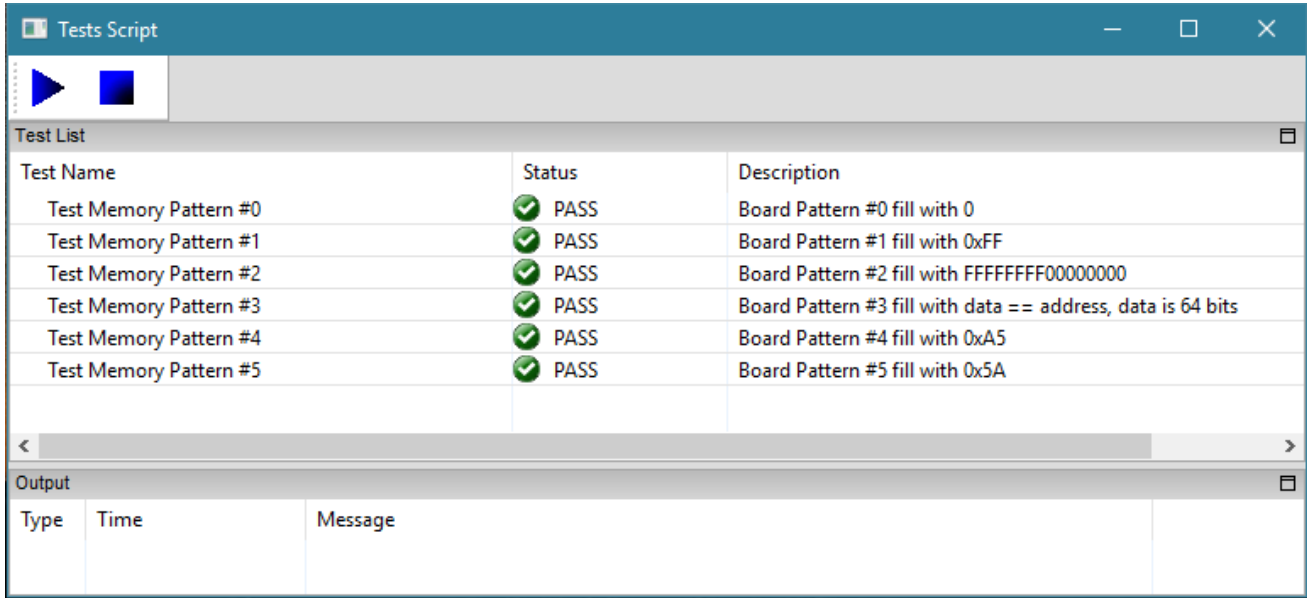 Tests Script
Test List
Test Name Status Description
Test Memory Pattern #0 PASS Board Pattern #0 fill with 0
Test Memory Pattern #1 PASS Board Pattern #1 fill with 0xFF
Test Memory Pattern #2 PASS Board Pattern #2 fill with FFFFFFFF00000000
Test Memory Pattern #3 PASS Board Pattern #3 fill with data == address, data is 64 bits
Test Memory Pattern #4 PASS Board Pattern #4 fill with 0xA5
Test Memory Pattern #5 PASS Board Pattern #5 fill with 0x5A
Output
Type Time Message